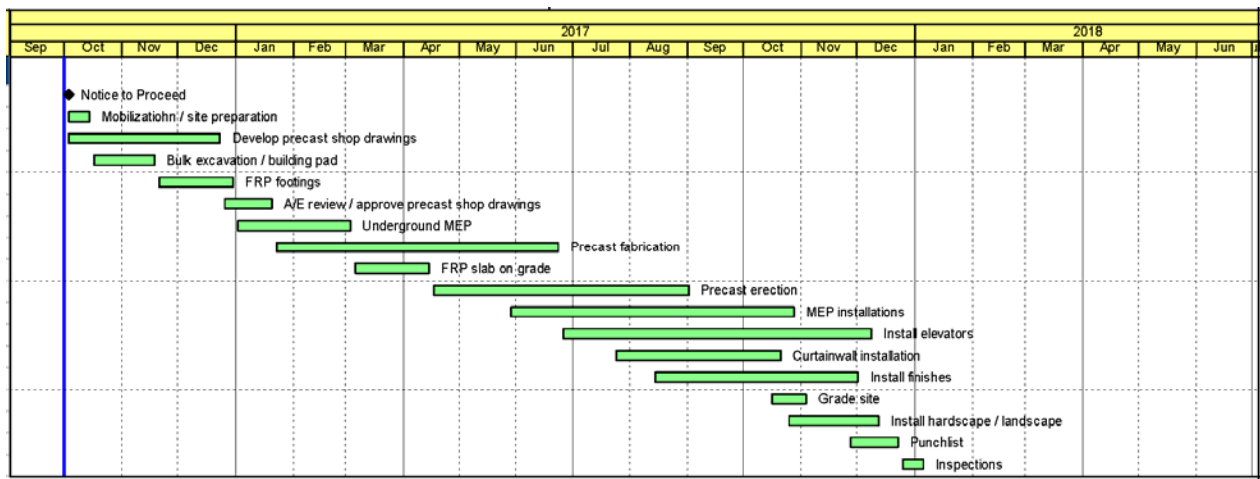 2017 2018
Sep Oct Nov Dec Jan Feb Mar Apr May Jun Jul Aug Sep Oct Nov Dec Jan Feb Mar Apr May Jun
Notice to Proceed
Mobilizatiohn / site preparation
Develop precast shop drawings
Bulk excavation / building pad
FRP footings
A/E review / approve precast shop drawings
Underground MEP
Precast fabrication
FRP slab on grade
Precast erection
MEP installations
Install elevators
Curtainwall installation
Install finishes
Grade site
Install hardscape / landscape
Punchlist
Inspections